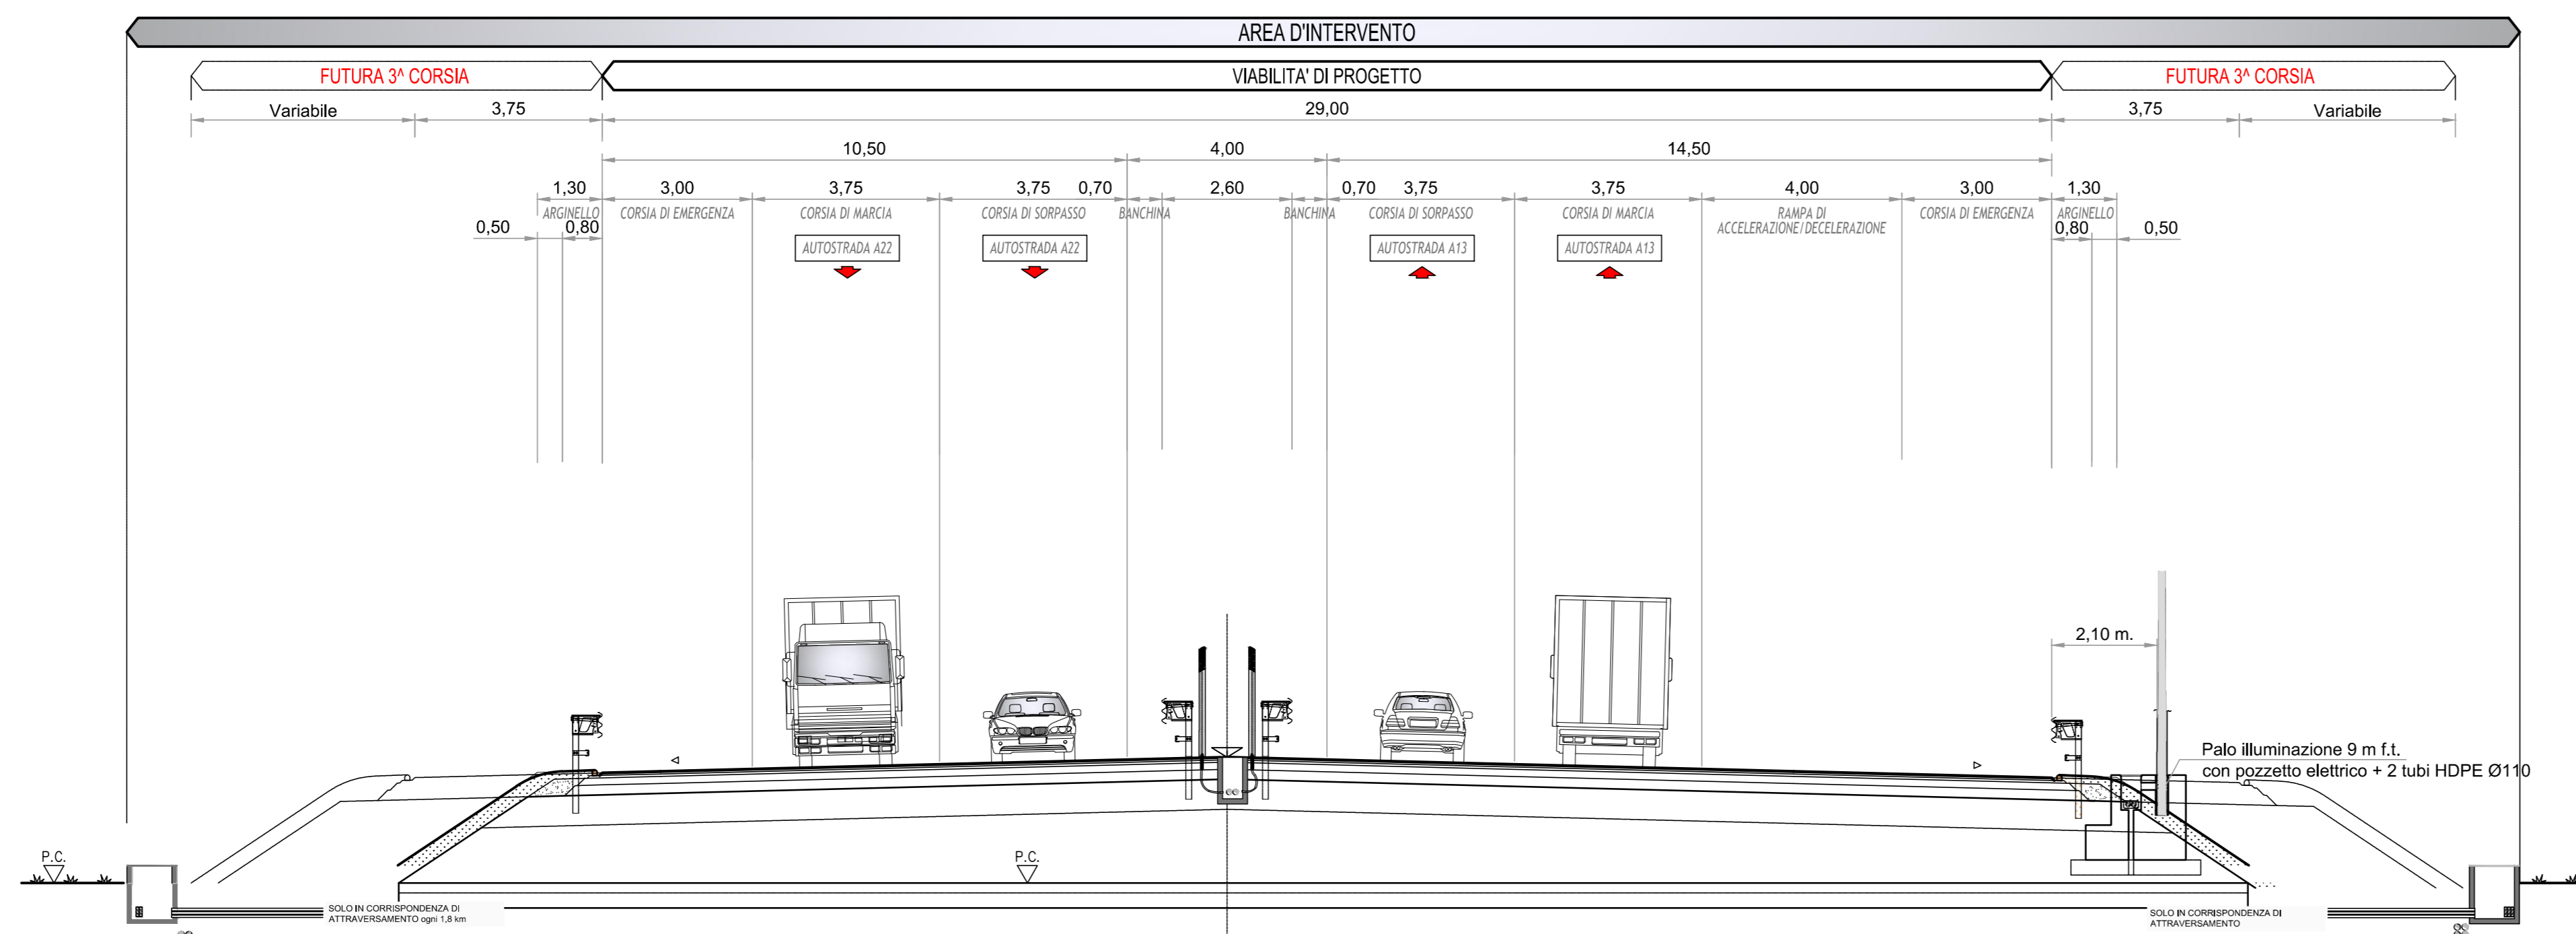 AREA D'INTERVENTO
FUTURA 3^ CORSIA
VIABILITA' DI PROGETTO
FUTURA 3^ CORSIA
Variabile
3,75
29,00
3,75
Variabile
10,50
4,00
14,50
1,30
3,00
3,75
3,75
0,70
2,60
0,70
3,75
3,75
4,00
3,00
1,30
ARGINELLO
CORSIA DI EMERGENZA
CORSIA DI MARCIA
CORSIA DI SORPASSO
BANCHINA
BANCHINA
CORSIA DI SORPASSO
CORSIA DI MARCIA
RAMPA DI
ACCELERAZIONE/DECELERAZIONE
CORSIA DI EMERGENZA
ARGINELLO
0,50
0,80
0,80
0,50
AUTOSTRADA A22
AUTOSTRADA A22
AUTOSTRADA A13
AUTOSTRADA A13
2,10 m.
Palo illuminazione 9 m f.t.
con pozzetto elettrico + 2 tubi HDPE Ø110
P.C.
P.C.
SOLO IN CORRISPONDENZA DI
ATTRAVERSAMENTO ogni 1,8 km
SOLO IN CORRISPONDENZA DI
ATTRAVERSAMENTO